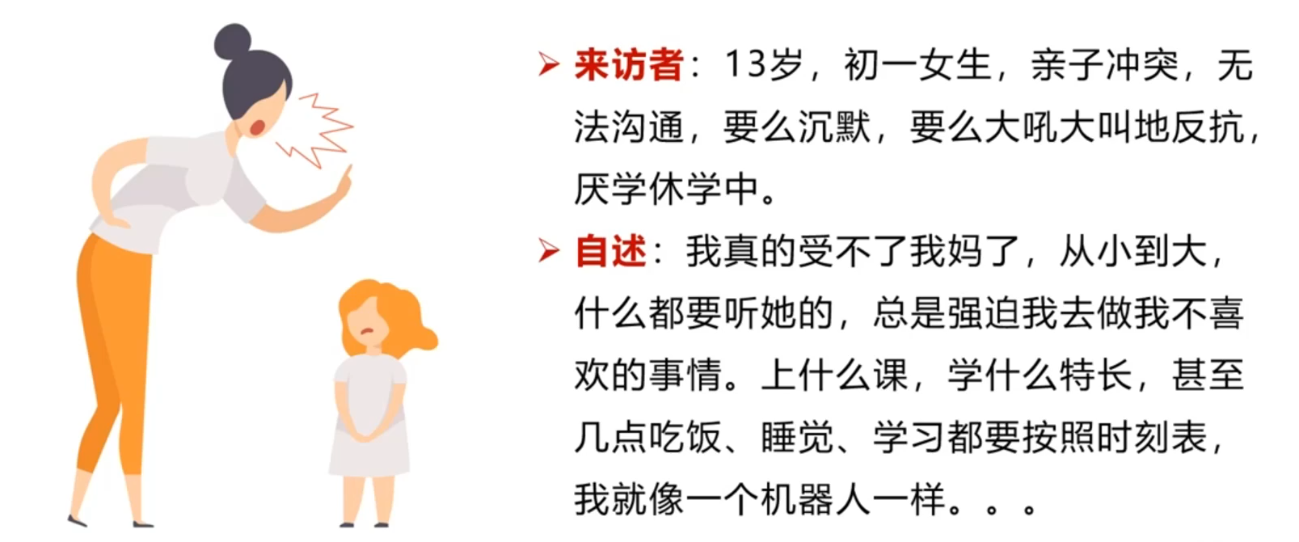 来访者：13岁，初一女生，亲子冲突，无
法沟通，要么沉默，要么大吼大叫地反抗，
厌学休学中。
自述：我真的受不了我妈了，从小到大，
什么都要听她的，总是强迫我去做我不喜
欢的事情。上什么课，学什么特长，甚至
几点吃饭、睡觉、学习都要按照时刻表，
我就像一个机器人一样。。。